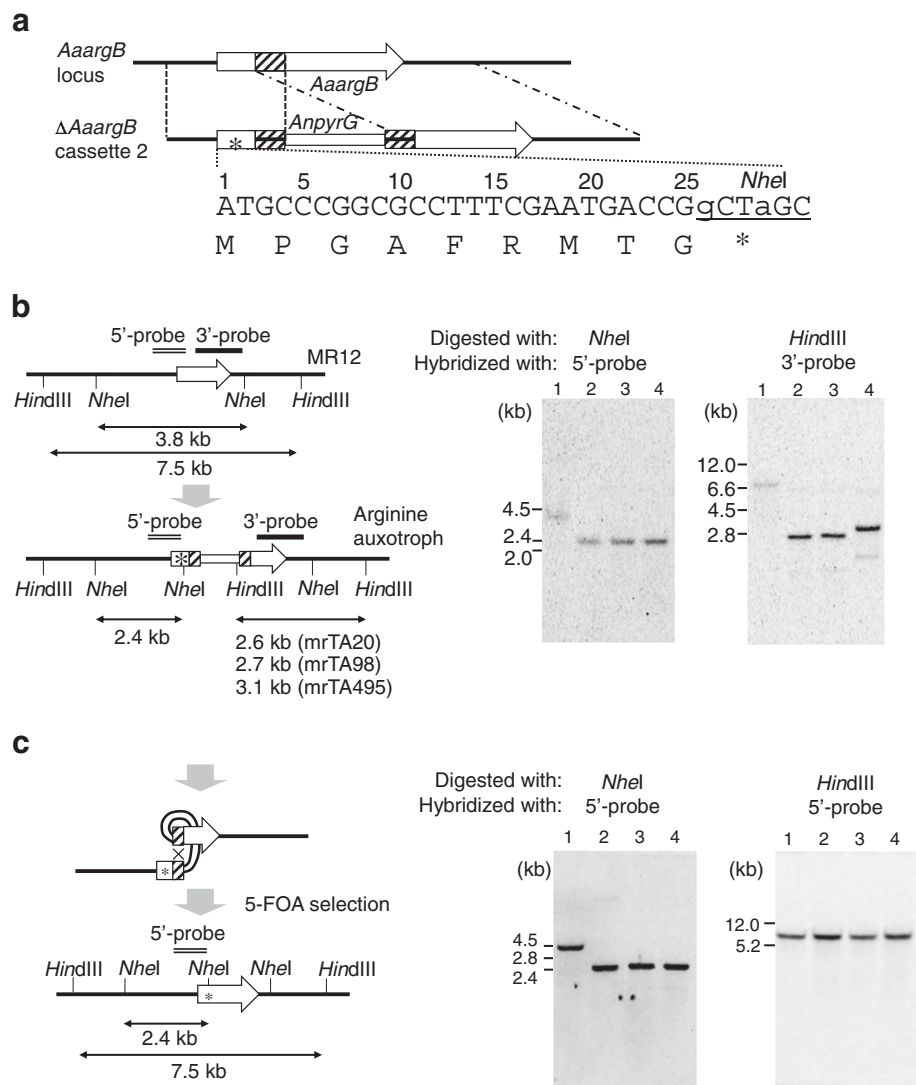 a
AaargB
locus
AaargB
ΔAaargB
cassette 2
AnpyrG
*
1 5 10 15 20 25 NheI
ATGCCCGGCGCCTTTCGAATGACCGgCTaGC
M P G A F R M T G *
b
5'-probe 3'-probe
MR12
HindIII NheI NheI HindIII
3.8 kb
7.5 kb
5'-probe 3'-probe
Arginine
auxotroph
*
HindIII NheI NheI HindIII NheI HindIII
2.4 kb
2.6 kb (mrTA20)
2.7 kb (mrTA98)
3.1 kb (mrTA495)
Digested with: NheI HindIII
Hybridized with: 5'-probe 3'-probe
1 2 3 4
(kb)
4.5
2.4
2.0
1 2 3 4
(kb)
12.0
6.6
4.5
2.8
c
*
5-FOA selection
5'-probe
HindIII NheI NheI NheI HindIII
*
2.4 kb
7.5 kb
Digested with: NheI HindIII
Hybridized with: 5'-probe 5'-probe
1 2 3 4
(kb)
4.5
2.8
2.4
1 2 3 4
(kb)
12.0
5.2